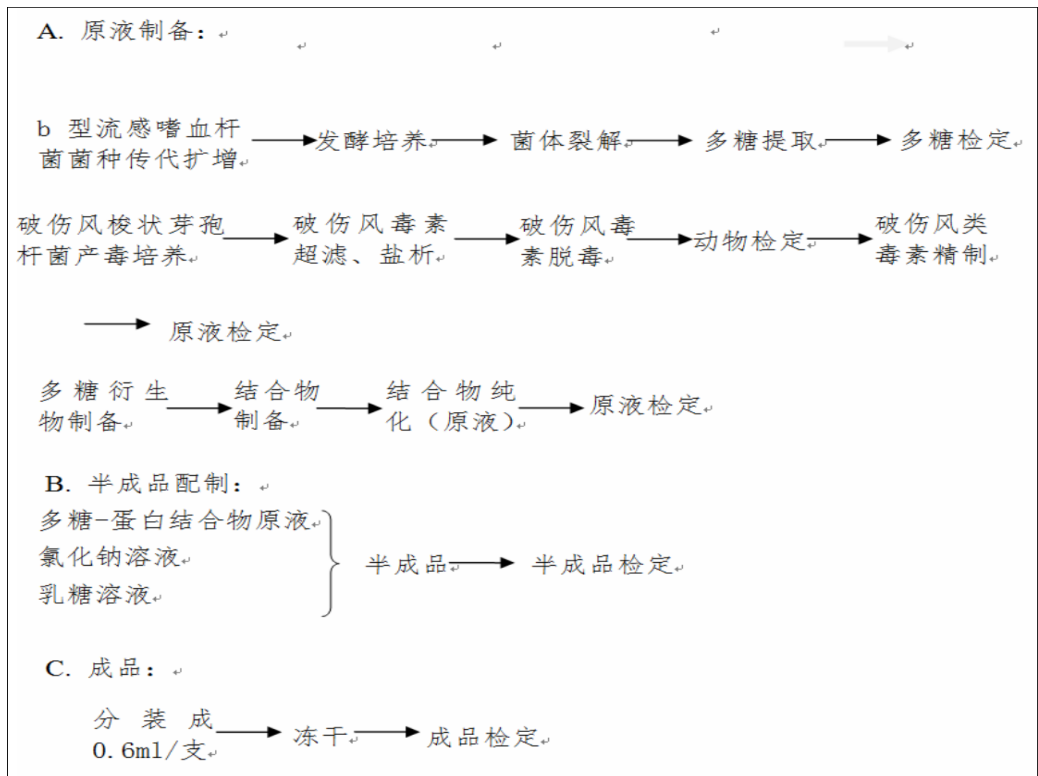 A. 原液制备：
b 型流感嗜血杆
菌菌种传代扩增
发酵培养
菌体裂解
多糖提取
多糖检定
破伤风梭状芽孢
杆菌产毒培养
破伤风毒素
超滤、盐析
破伤风毒
素脱毒
动物检定
破伤风类
毒素精制
原液检定
多糖衍生
物制备
结合物
制备
结合物纯
化（原液）
原液检定
B. 半成品配制：
多糖-蛋白结合物原液
氯化钠溶液
乳糖溶液
半成品
半成品检定
C. 成品：
分装成
0.6ml/支
冻干
成品检定